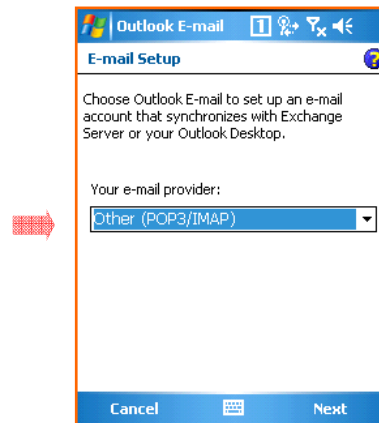 Outlook E-mail 1
E-mail Setup ?
Choose Outlook E-mail to set up an e-mail
account that synchronizes with Exchange
Server or your Outlook Desktop.
Your e-mail provider:
Other (POP3/IMAP)
Cancel Next